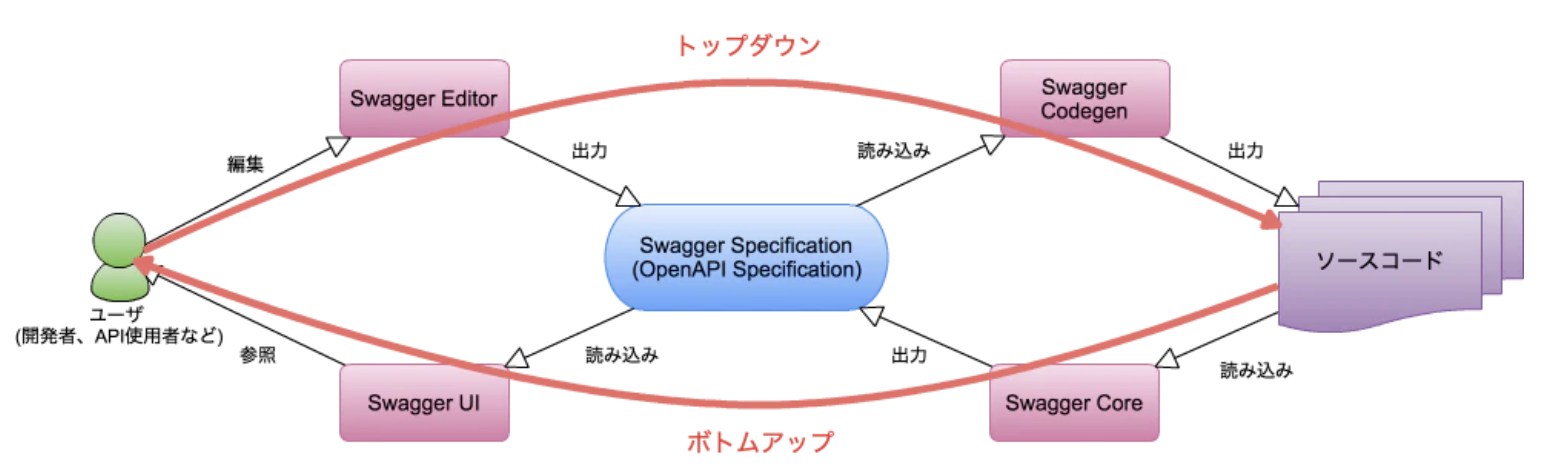 トップダウン
Swagger Editor
Swagger
Codegen
編集
出力
読み込み
出力
Swagger Specification
(OpenAPI Specification)
ソースコード
ユーザ
(開発者、API使用者など)
参照
読み込み
出力
読み込み
Swagger UI
Swagger Core
ボトムアップ